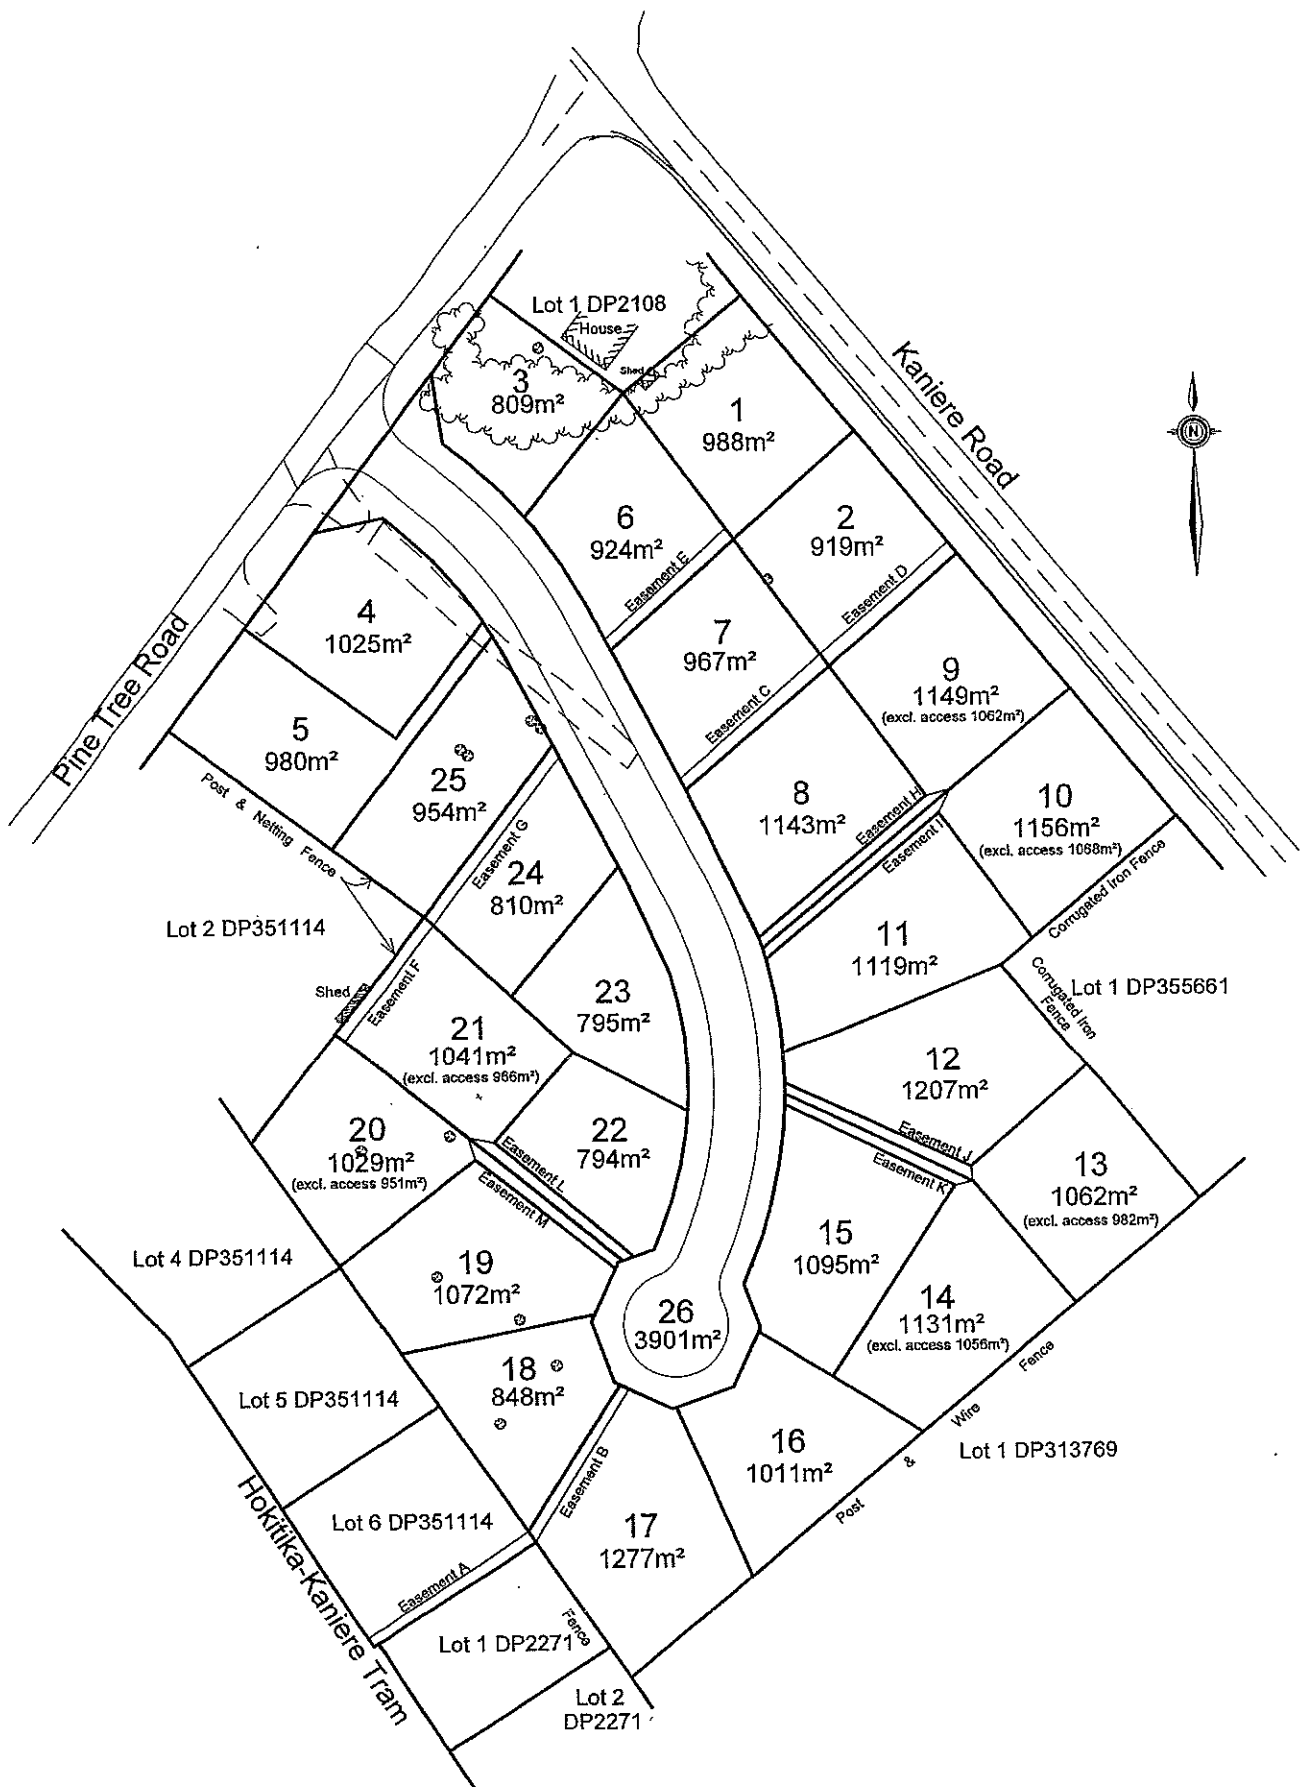 Lot 1 DP2108
House
Shed
3
809m²
1
988m²
Kaniere Road
N
6
924m²
2
919m²
Easement E
Easement D
4
1025m²
7
967m²
9
1149m²
(excl. access 1062m²)
Pine Tree Road
5
980m²
Easement C
Post & Netting Fence
25
954m²
8
1143m²
Easement H
Easement I
10
1156m²
(excl. access 1068m²)
Corrugated Iron Fence
Easement G
24
810m²
Lot 2 DP351114
11
1119m²
Corrugated Iron
Fence
Lot 1 DP355661
Shed
Easement F
23
795m²
21
1041m²
(excl. access 966m²)
12
1207m²
20
1029m²
(excl. access 951m²)
22
794m²
Easement L
Easement M
Easement J
Easement K
13
1062m²
(excl. access 982m²)
Lot 4 DP351114
19
1072m²
15
1095m²
26
3901m²
14
1131m²
(excl. access 1056m²)
Lot 5 DP351114
18
848m²
Post & Wire Fence
16
1011m²
Lot 1 DP313769
Hokitika-Kaniere Tram
Lot 6 DP351114
Easement B
17
1277m²
Easement A
Lot 1 DP2271
Fence
Lot 2
DP2271